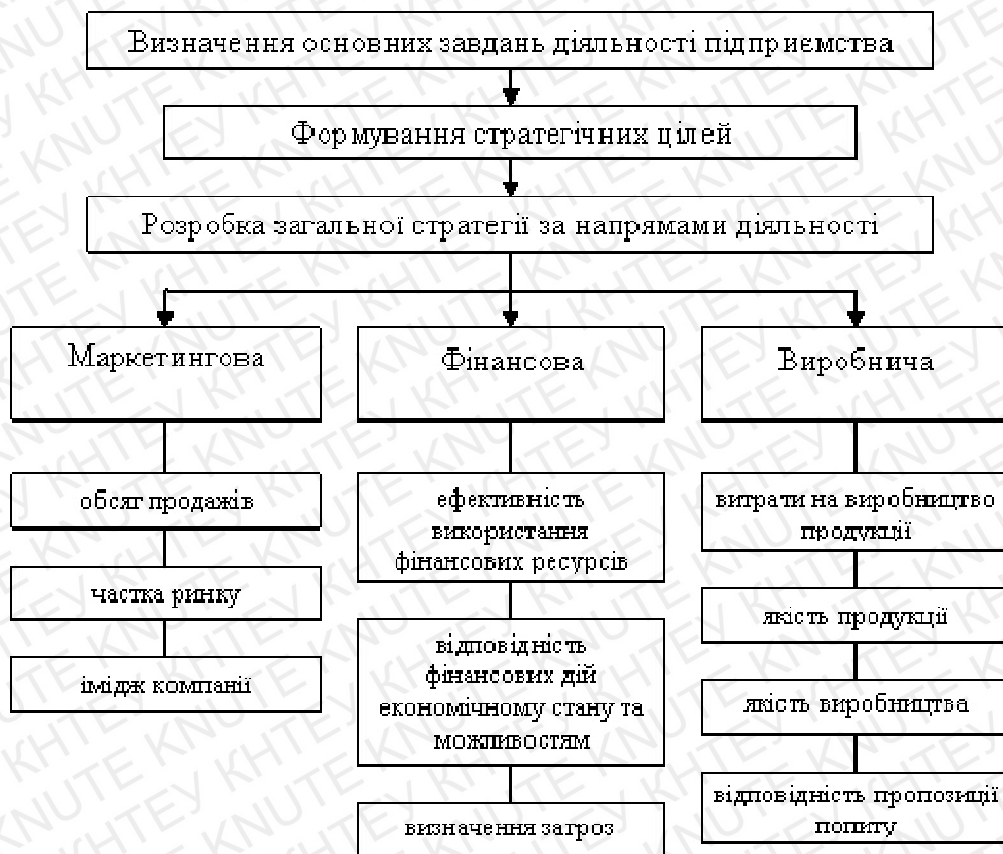 Визначення основних завдань діяльності підприємства
Формування стратегічних цілей
Розробка загальної стратегії за напрямами діяльності
Маркетингова
Фінансова
Виробнича
обсяг продажів
частка ринку
імідж компанії
ефективність
використання
фінансових ресурсів
відповідність
фінансових дій
економічному стану та
можливостям
визначення загроз
витрати на виробництво
продукції
якість продукції
якість виробництва
відповідність пропозиції
попиту
КНТЕУ KNUTE